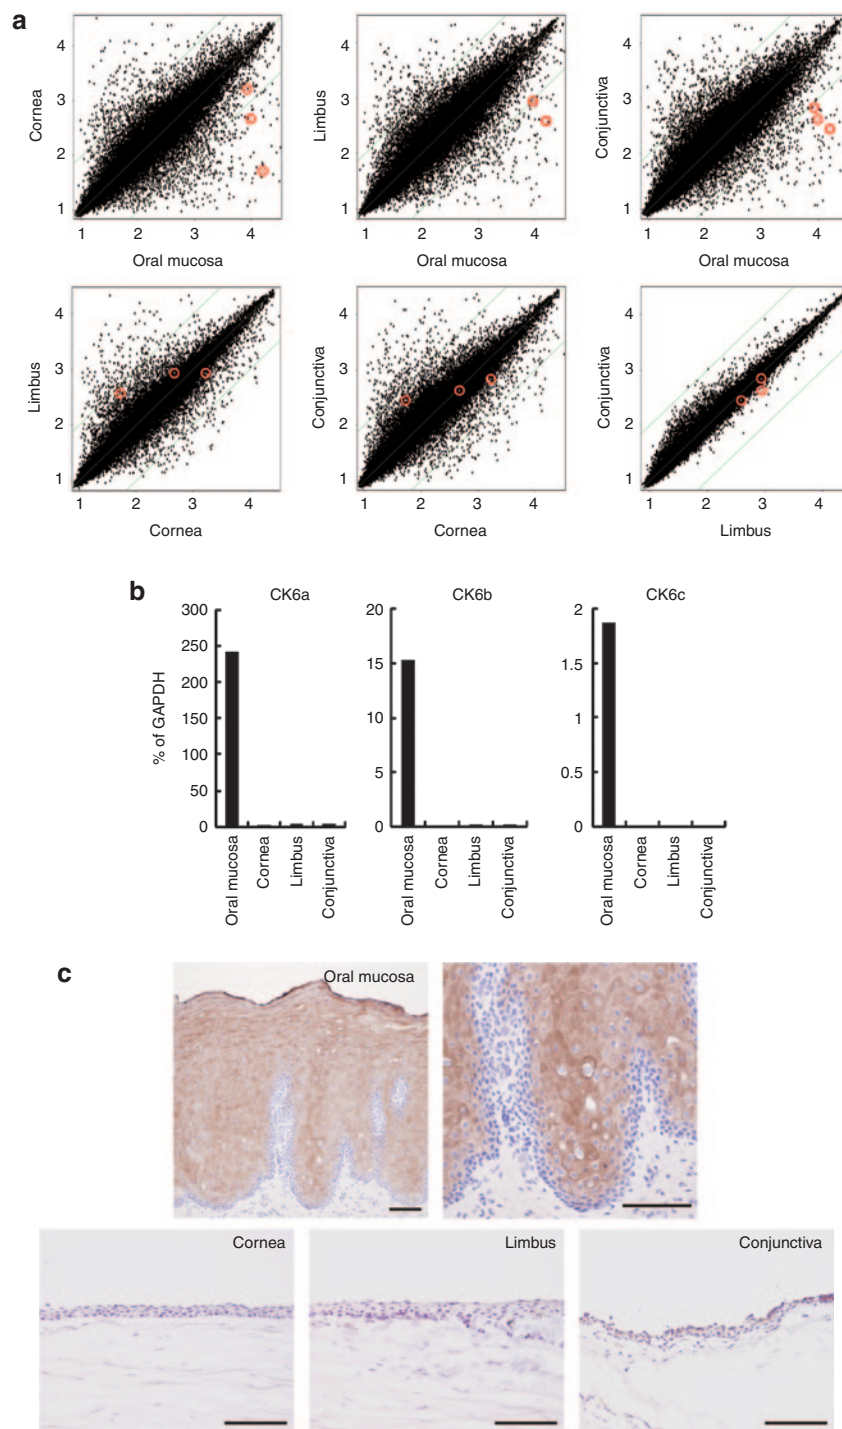 a
4
3
2
1
Cornea
1 2 3 4
Oral mucosa
4
3
2
1
Limbus
1 2 3 4
Oral mucosa
4
3
2
1
Conjunctiva
1 2 3 4
Oral mucosa
4
3
2
1
Limbus
1 2 3 4
Cornea
4
3
2
1
Conjunctiva
1 2 3 4
Cornea
4
3
2
1
Conjunctiva
1 2 3 4
Limbus
b
CK6a
% of GAPDH
300
250
200
150
100
50
0
Oral mucosa
Cornea
Limbus
Conjunctiva
CK6b
20
15
10
5
0
Oral mucosa
Cornea
Limbus
Conjunctiva
CK6c
2
1.5
1
0.5
0
Oral mucosa
Cornea
Limbus
Conjunctiva
c
Oral mucosa
Cornea
Limbus
Conjunctiva